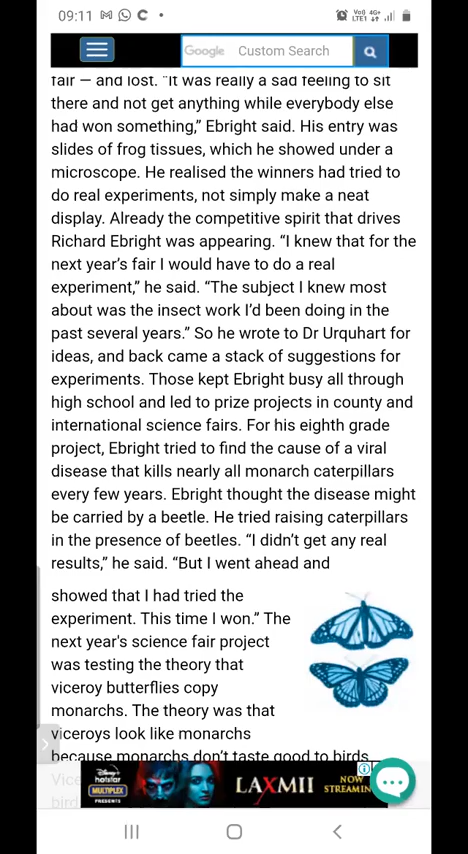 09:11
Vo))
4G+
LTE1
Google Custom Search
fair — and lost. "It was really a sad feeling to sit
there and not get anything while everybody else
had won something,” Ebright said. His entry was
slides of frog tissues, which he showed under a
microscope. He realised the winners had tried to
do real experiments, not simply make a neat
display. Already the competitive spirit that drives
Richard Ebright was appearing. “I knew that for the
next year’s fair I would have to do a real
experiment,” he said. “The subject I knew most
about was the insect work I’d been doing in the
past several years.” So he wrote to Dr Urquhart for
ideas, and back came a stack of suggestions for
experiments. Those kept Ebright busy all through
high school and led to prize projects in county and
international science fairs. For his eighth grade
project, Ebright tried to find the cause of a viral
disease that kills nearly all monarch caterpillars
every few years. Ebright thought the disease might
be carried by a beetle. He tried raising caterpillars
in the presence of beetles. “I didn’t get any real
results,” he said. “But I went ahead and
showed that I had tried the
experiment. This time I won.” The
next year's science fair project
was testing the theory that
viceroy butterflies copy
monarchs. The theory was that
viceroys look like monarchs
because monarchs don’t taste good to birds.
Vice
bird
Disney+
hotstar
MULTIPLEX
PRESENTS
LAXMII
NOW
STREAMIN